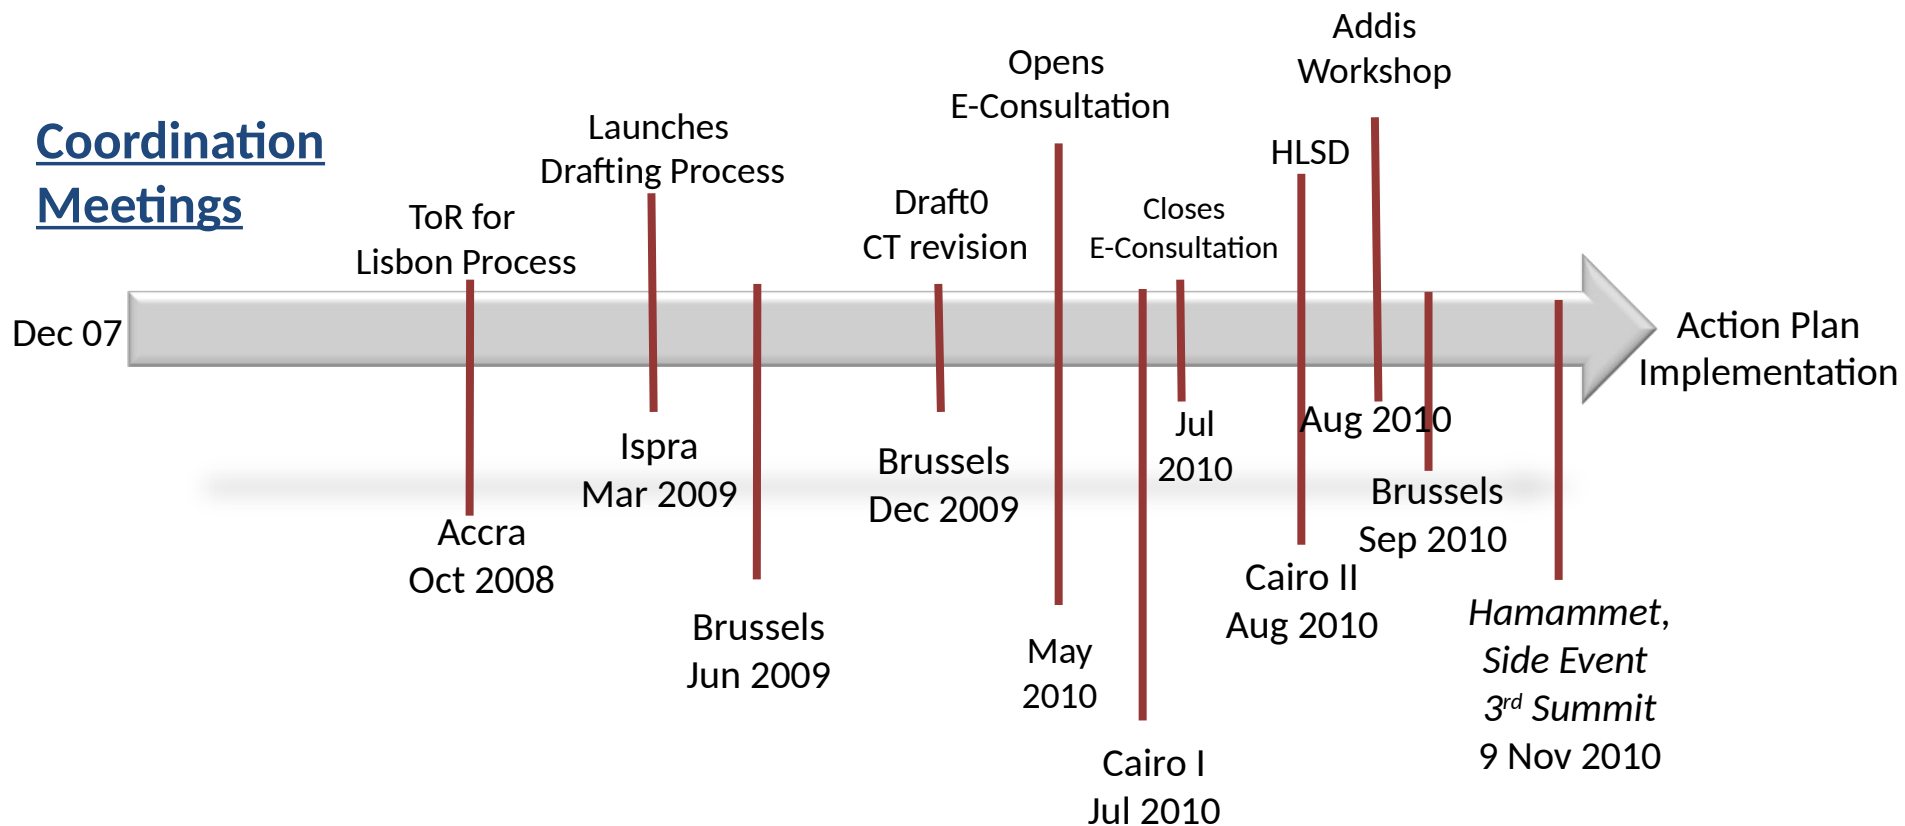 Coordination
Meetings
Dec 07
ToR for
Lisbon Process
Accra
Oct 2008
Launches
Drafting Process
Ispra
Mar 2009
Brussels
Jun 2009
Draft0
CT revision
Brussels
Dec 2009
Opens
E-Consultation
May
2010
Cairo I
Jul 2010
Closes
E-Consultation
Jul
2010
HLSD
Cairo II
Aug 2010
Addis
Workshop
Aug 2010
Brussels
Sep 2010
Hamammet,
Side Event
3rd Summit
9 Nov 2010
Action Plan
Implementation